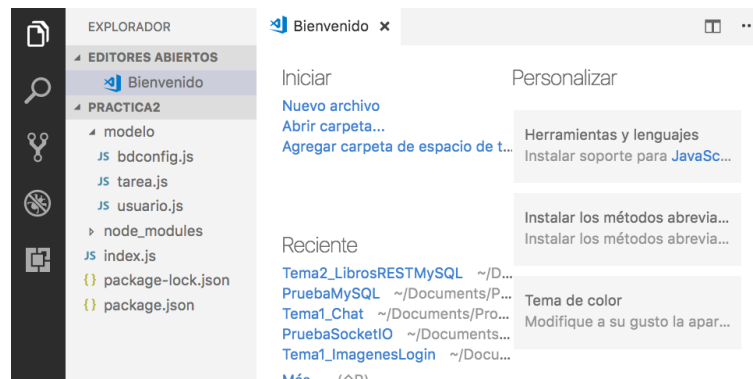 EXPLORADOR
EDITORES ABIERTOS
Bienvenido
PRACTICA2
modelo
JS bdconfig.js
JS tarea.js
JS usuario.js
node_modules
JS index.js
{} package-lock.json
{} package.json
Bienvenido
Iniciar
Nuevo archivo
Abrir carpeta...
Agregar carpeta de espacio de t...
Reciente
Tema2_LibrosRESTMySQL ~/D...
PruebaMySQL ~/Documents/P...
Tema1_Chat ~/Documents/Pro...
PruebaSocketIO ~/Documents...
Tema1_ImagenesLogin ~/Docu...
Personalizar
Herramientas y lenguajes
Instalar soporte para JavaSc...
Instalar los métodos abrevia...
Instalar los métodos abrevia...
Tema de color
Modifique a su gusto la apar...